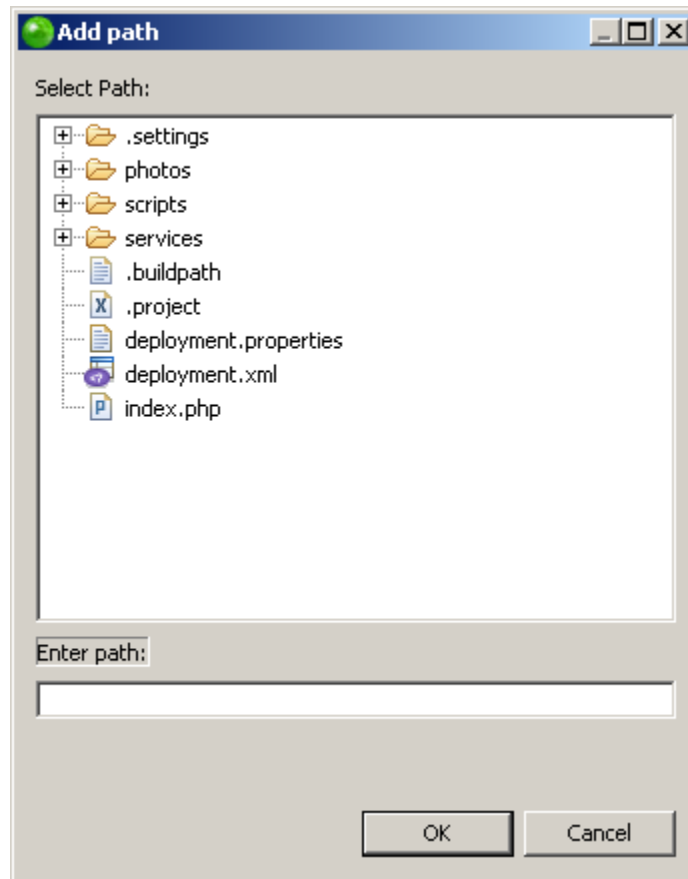 Add path
Select Path:
.settings
photos
scripts
services
.buildpath
.project
deployment.properties
deployment.xml
index.php
Enter path:
OK Cancel